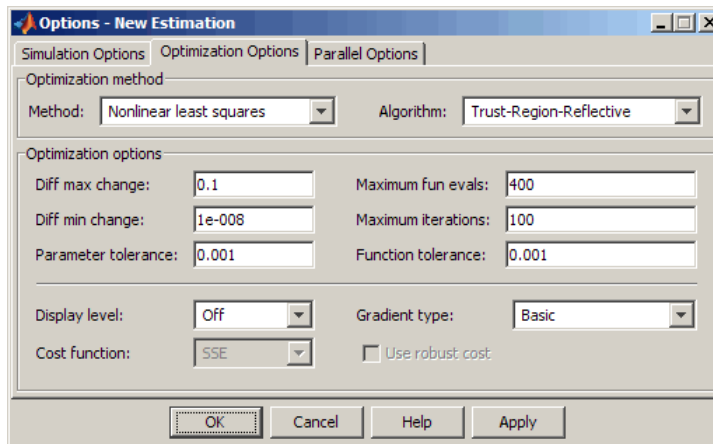 Options - New Estimation
Simulation Options Optimization Options Parallel Options
Optimization method
Method: Nonlinear least squares Algorithm: Trust-Region-Reflective
Optimization options
Diff max change: 0.1 Maximum fun evals: 400
Diff min change: 1e-008 Maximum iterations: 100
Parameter tolerance: 0.001 Function tolerance: 0.001
Display level: Off Gradient type: Basic
Cost function: SSE Use robust cost
OK Cancel Help Apply